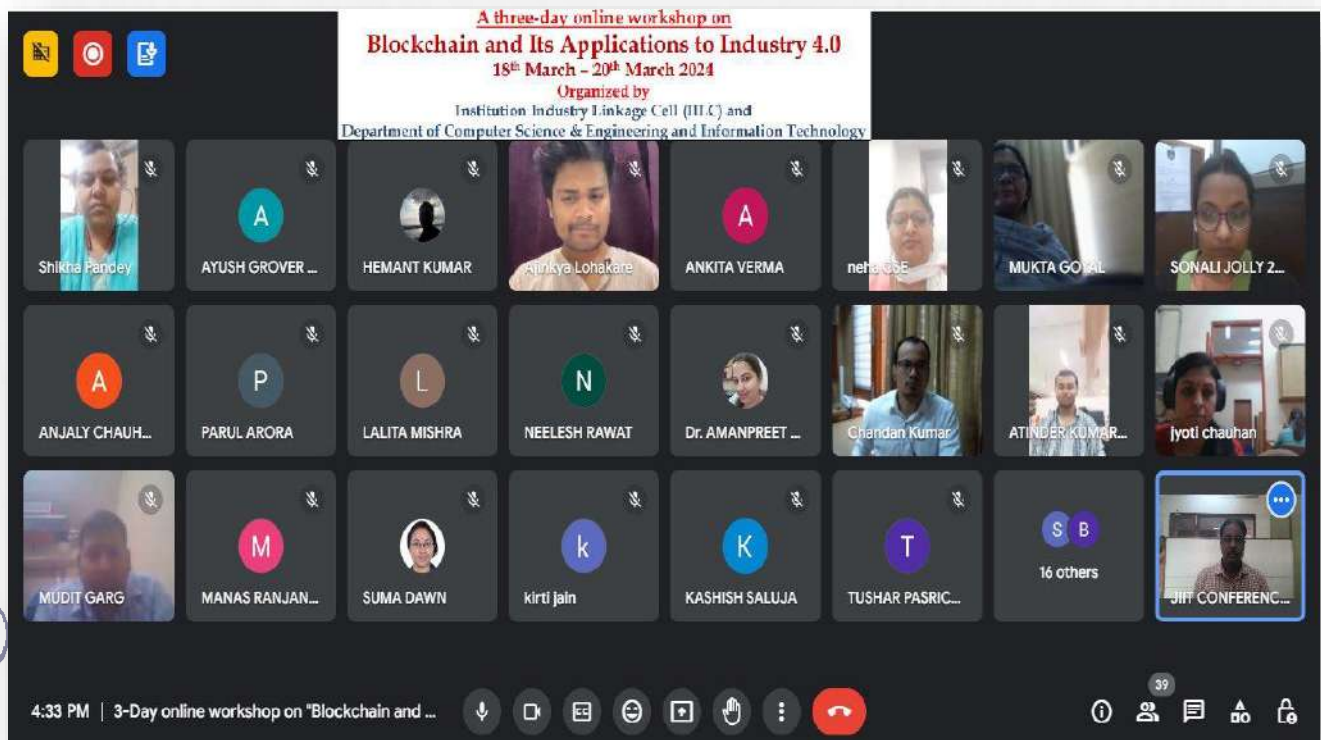 A three-day online workshop on
Blockchain and Its Applications to Industry 4.0
18th March – 20th March 2024
Organized by
Institution Industry Linkage Cell (IILC) and
Department of Computer Science & Engineering and Information Technology
Shikha Pandey
A
AYUSH GROVER ...
HEMANT KUMAR
Ajinkya Lohakare
A
ANKITA VERMA
neha CSE
MUKTA GOYAL
SONALI JOLLY 2...
A
ANJALY CHAUH...
P
PARUL ARORA
L
LALITA MISHRA
N
NEELESH RAWAT
Dr. AMANPREET ...
Chandan Kumar
ATINDER KUMAR...
jyoti chauhan
MUDIT GARG
M
MANAS RANJAN...
SUMA DAWN
k
kirti jain
K
KASHISH SALUJA
T
TUSHAR PASRIC...
S B
16 others
JIIT CONFERENC...
4:33 PM | 3-Day online workshop on "Blockchain and ...
39